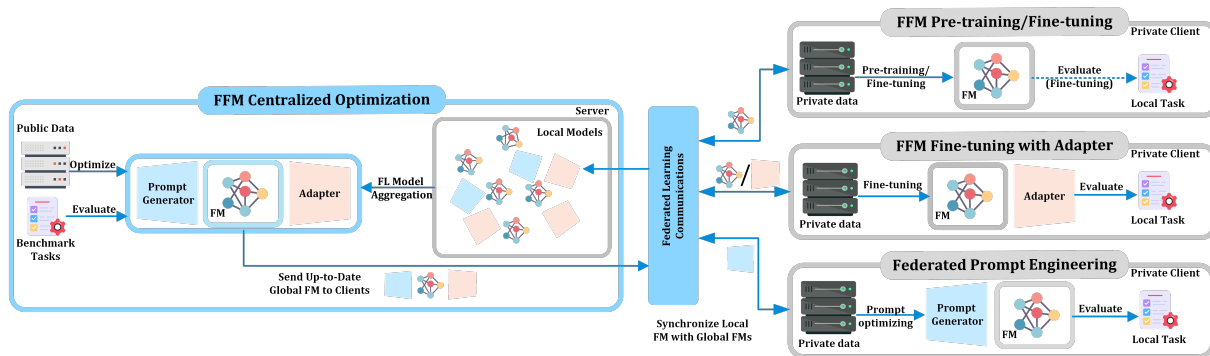 FFM Centralized Optimization
Server
Public Data
Optimize
Evaluate
Benchmark
Tasks
Prompt
Generator
FM
Adapter
FL Model
Aggregation
Local Models
Send Up-to-Date
Global FM to Clients
Federated Learning
Communications
Synchronize Local
FM with Global FMs
/
FFM Pre-training/Fine-tuning
Private Client
Private data
Pre-training/
Fine-tuning
FM
Evaluate
(Fine-tuning)
Local Task
FFM Fine-tuning with Adapter
Private Client
Private data
Fine-tuning
FM
Adapter
Evaluate
Local Task
Federated Prompt Engineering
Private Client
Private data
Prompt
optimizing
Prompt
Generator
FM
Evaluate
Local Task